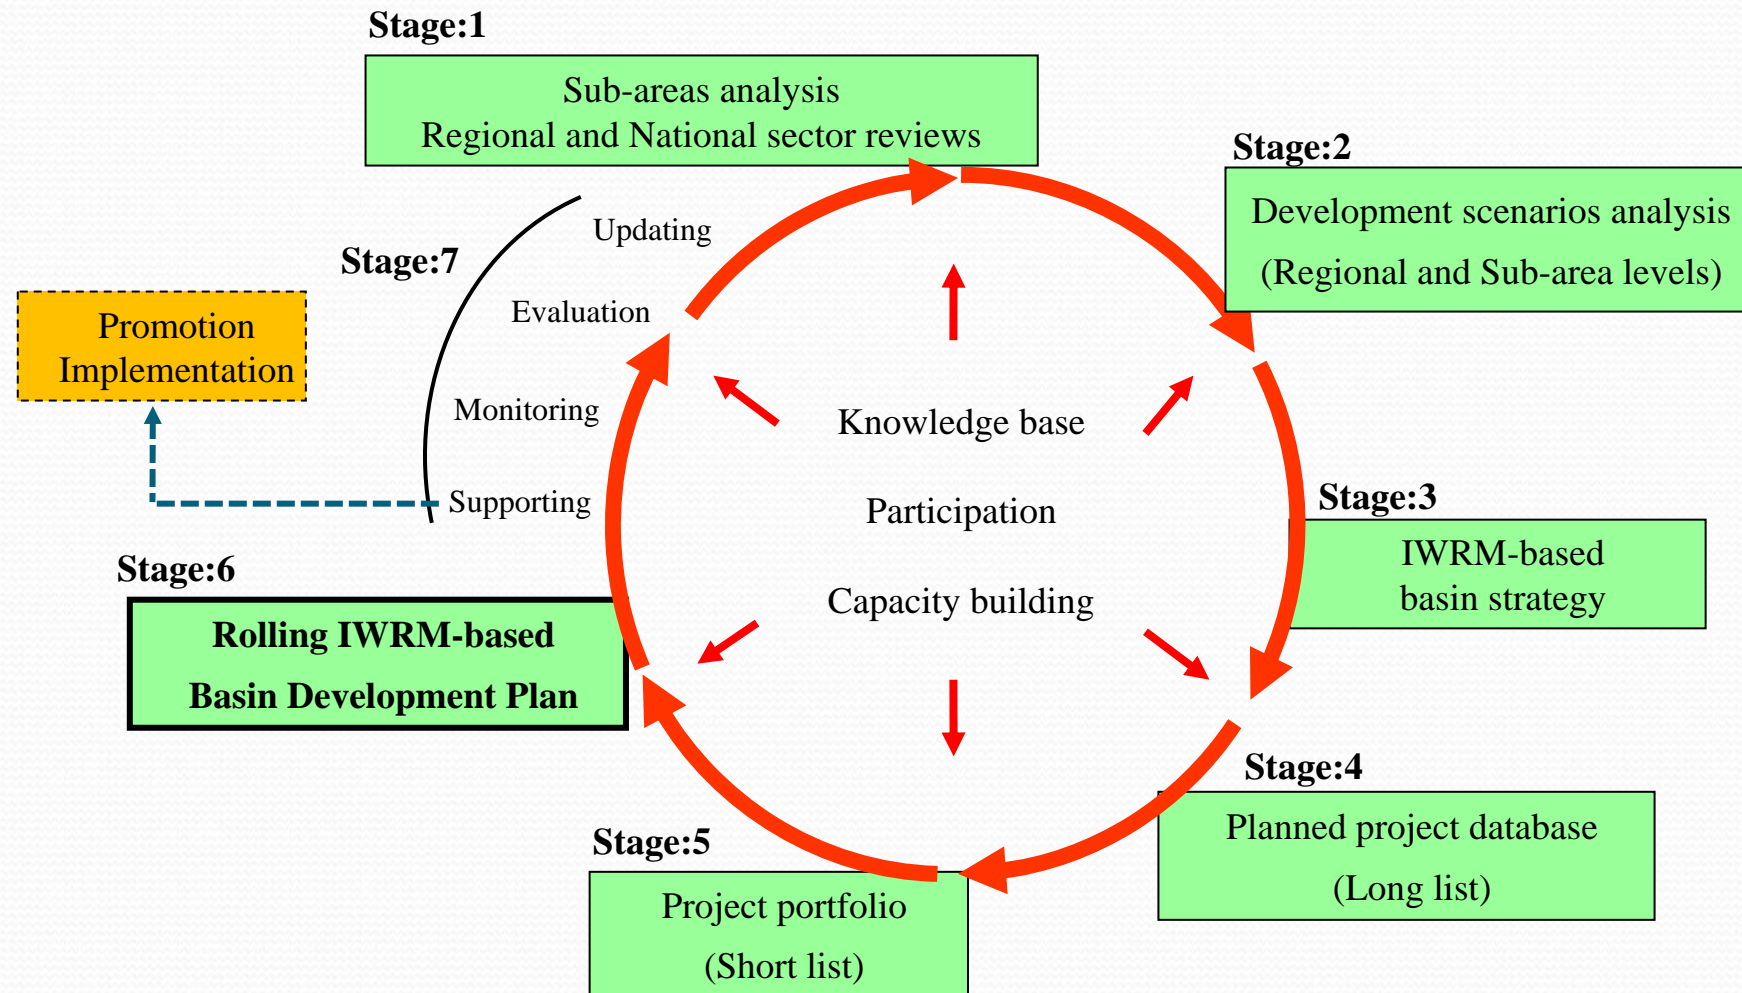 Stage:1
Sub-areas analysis
Regional and National sector reviews
Stage:2
Development scenarios analysis
(Regional and Sub-area levels)
Stage:3
IWRM-based
basin strategy
Stage:4
Planned project database
(Long list)
Stage:5
Project portfolio
(Short list)
Stage:6
Rolling IWRM-based
Basin Development Plan
Stage:7
Updating
Evaluation
Monitoring
Supporting
Promotion
Implementation
Knowledge base
Participation
Capacity building